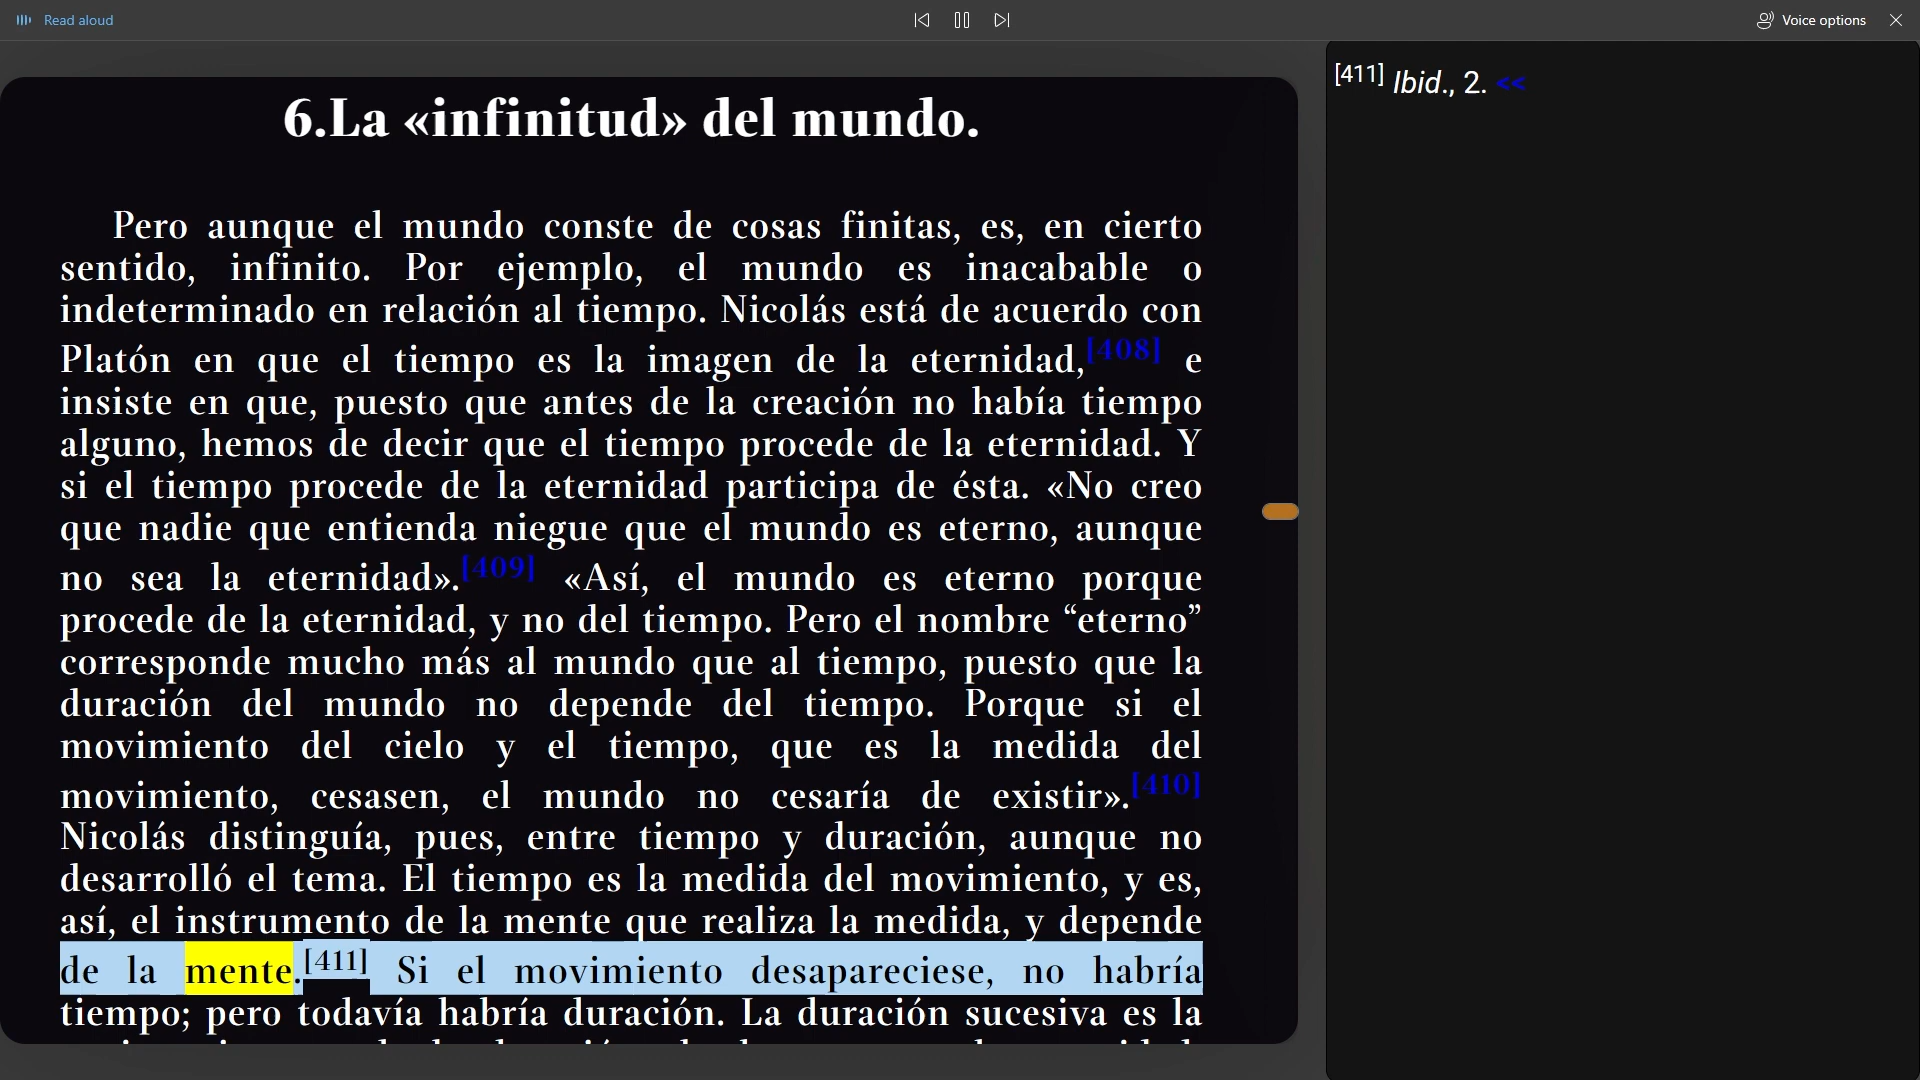 Read aloud
Voice options
6.La «infinitud» del mundo.
Pero aunque el mundo conste de cosas finitas, es, en cierto
sentido, infinito. Por ejemplo, el mundo es inacabable o
indeterminado en relación al tiempo. Nicolás está de acuerdo con
Platón en que el tiempo es la imagen de la eternidad,[408] e
insiste en que, puesto que antes de la creación no había tiempo
alguno, hemos de decir que el tiempo procede de la eternidad. Y
si el tiempo procede de la eternidad participa de ésta. «No creo
que nadie que entienda niegue que el mundo es eterno, aunque
no sea la eternidad».[409] «Así, el mundo es eterno porque
procede de la eternidad, y no del tiempo. Pero el nombre “eterno”
corresponde mucho más al mundo que al tiempo, puesto que la
duración del mundo no depende del tiempo. Porque si el
movimiento del cielo y el tiempo, que es la medida del
movimiento, cesasen, el mundo no cesaría de existir».[410]
Nicolás distinguía, pues, entre tiempo y duración, aunque no
desarrolló el tema. El tiempo es la medida del movimiento, y es,
así, el instrumento de la mente que realiza la medida, y depende
de la mente.[411] Si el movimiento desapareciese, no habría
tiempo; pero todavía habría duración. La duración sucesiva es la
[411] Ibid., 2. <<